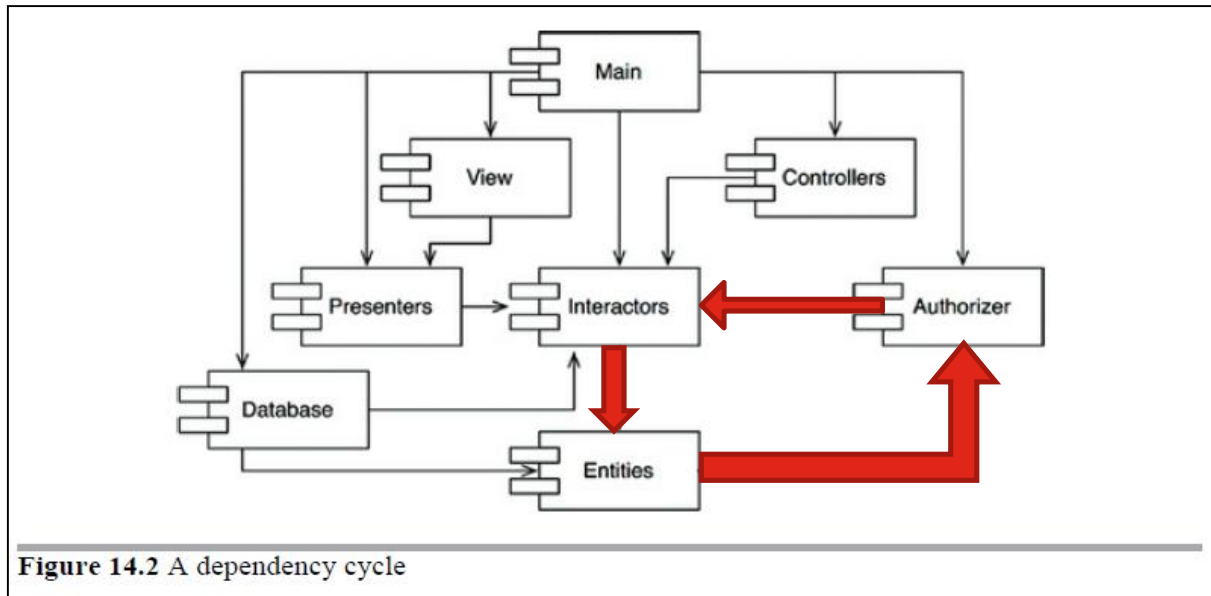 Main
View
Controllers
Presenters
Interactors
Authorizer
Database
Entities
Figure 14.2 A dependency cycle